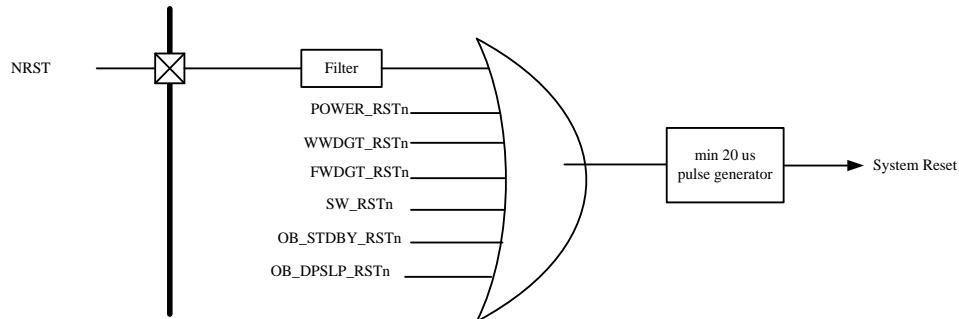 NRST
Filter
POWER_RSTn
WWDGT_RSTn
FWDGT_RSTn
SW_RSTn
OB_STDBY_RSTn
OB_DPSLP_RSTn
min 20 us
pulse generator
System Reset